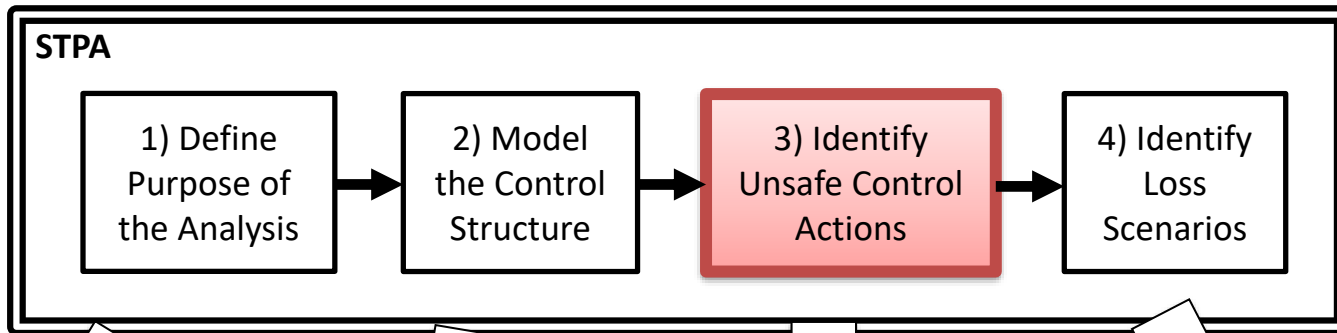 STPA
1) Define
Purpose of
the Analysis
2) Model
the Control
Structure
3) Identify
Unsafe Control
Actions
4) Identify
Loss
Scenarios